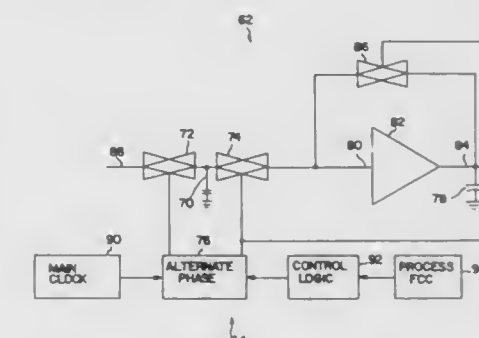 62
86
72
74
82
80
84
70
78
90
76
92
MAIN
CLOCK
ALTERNATE
PHASE
CONTROL
LOGIC
PROCESS
FCC